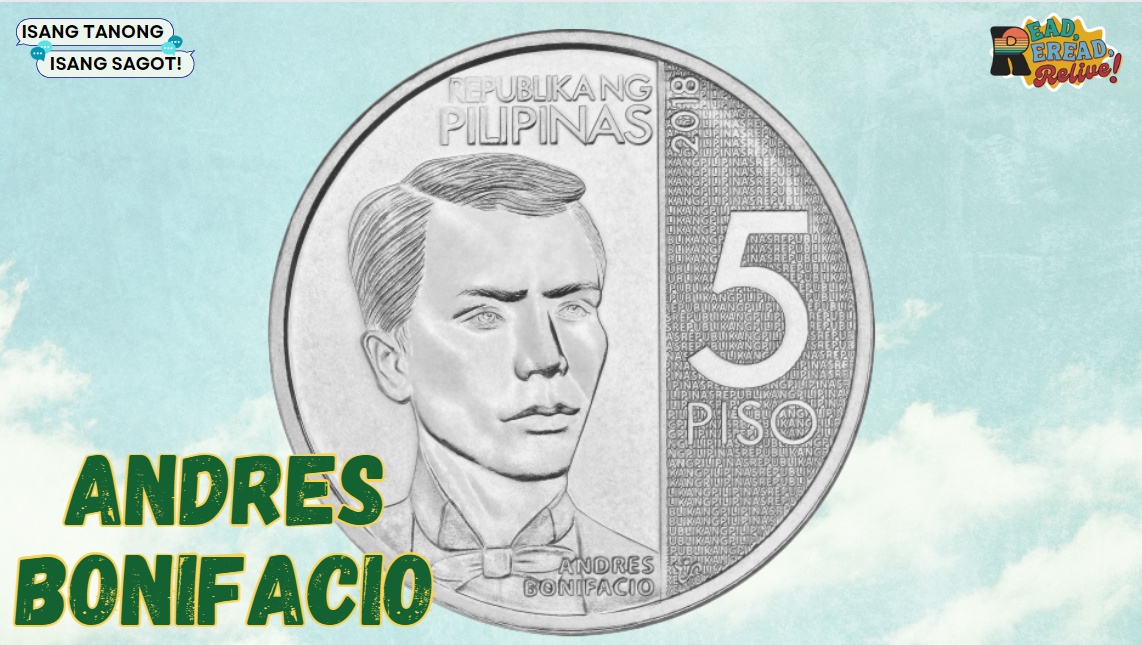 ISANG TANONG
ISANG SAGOT!
READ,
REREAD,
Relive!
REPUBLIKA NG
PILIPINAS
2018
5
PISO
ANDRES
BONIFACIO
ANDRES
BONIFACIO